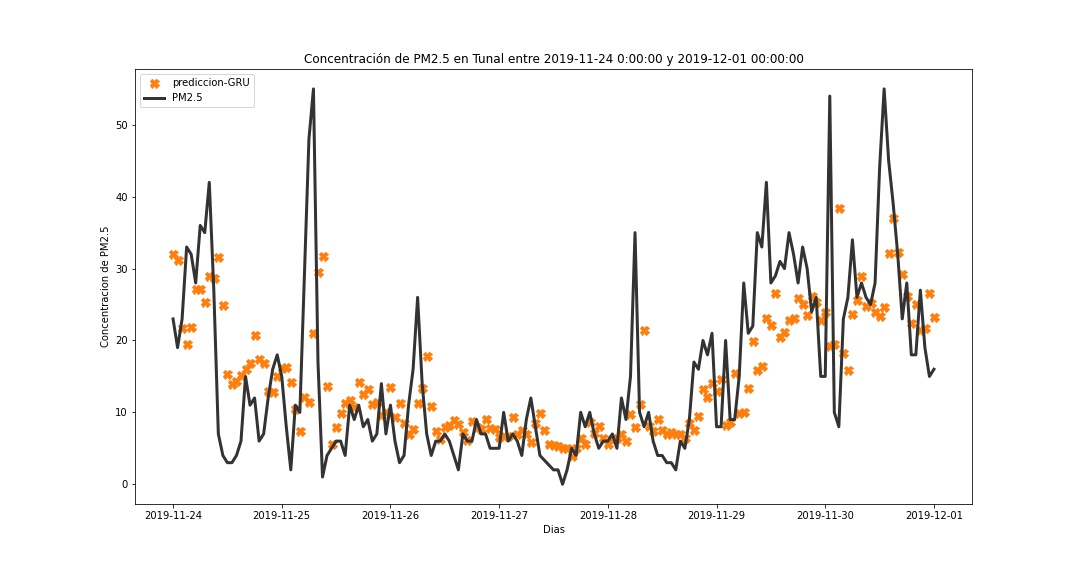 Concentración de PM2.5 en Tunal entre 2019-11-24 0:00:00 y 2019-12-01 00:00:00
prediccion-GRU
PM2.5
Concentracion de PM2.5
50
40
30
20
10
0
2019-11-24 2019-11-25 2019-11-26 2019-11-27 2019-11-28 2019-11-29 2019-11-30 2019-12-01
Dias